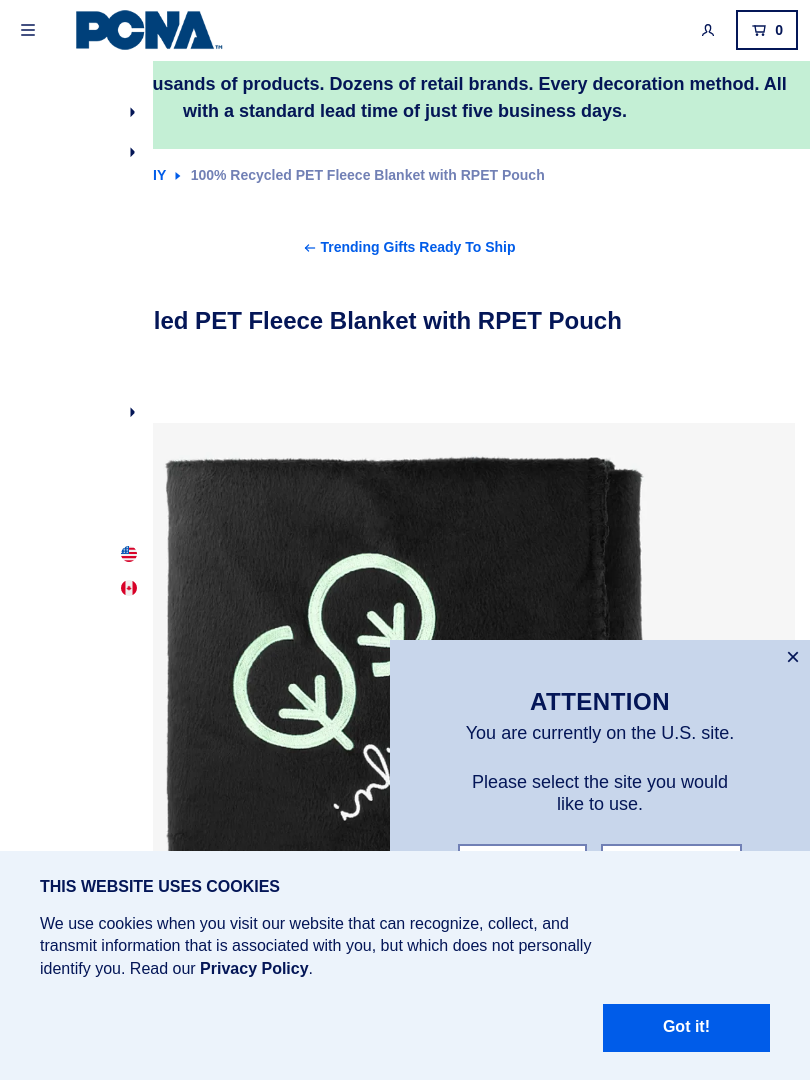 PCNA™
0
usands of products. Dozens of retail brands. Every decoration method. All
with a standard lead time of just five business days.
IY 100% Recycled PET Fleece Blanket with RPET Pouch
← Trending Gifts Ready To Ship
led PET Fleece Blanket with RPET Pouch
ATTENTION
You are currently on the U.S. site.
Please select the site you would
like to use.
THIS WEBSITE USES COOKIES
We use cookies when you visit our website that can recognize, collect, and
transmit information that is associated with you, but which does not personally
identify you. Read our Privacy Policy.
Got it!